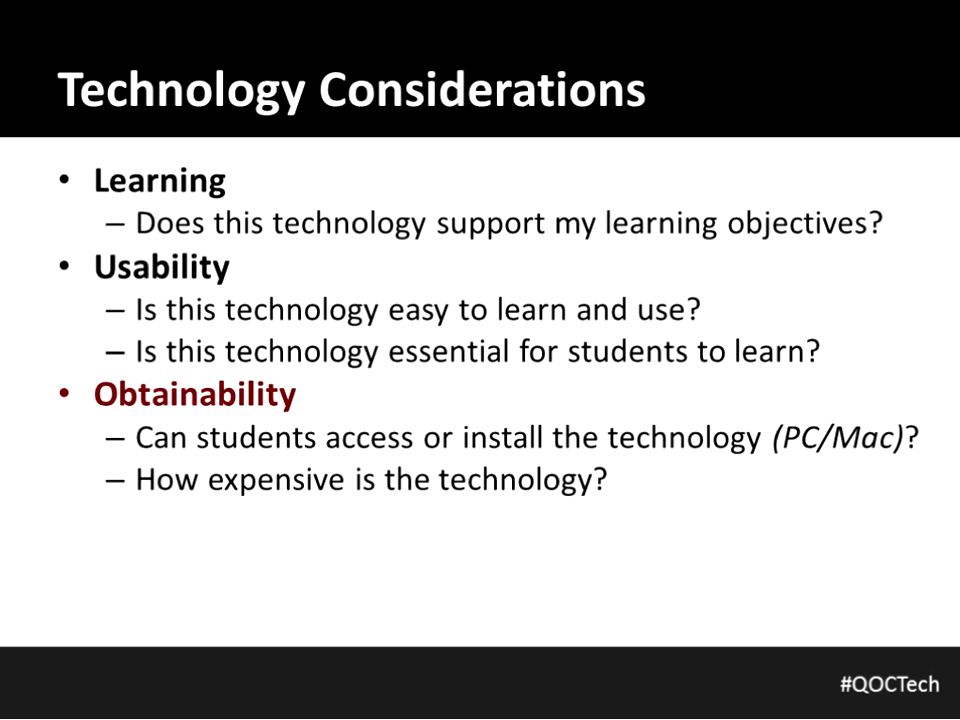 Technology Considerations
• Learning
– Does this technology support my learning objectives?
• Usability
– Is this technology easy to learn and use?
– Is this technology essential for students to learn?
• Obtainability
– Can students access or install the technology (PC/Mac)?
– How expensive is the technology?
#QOCTech